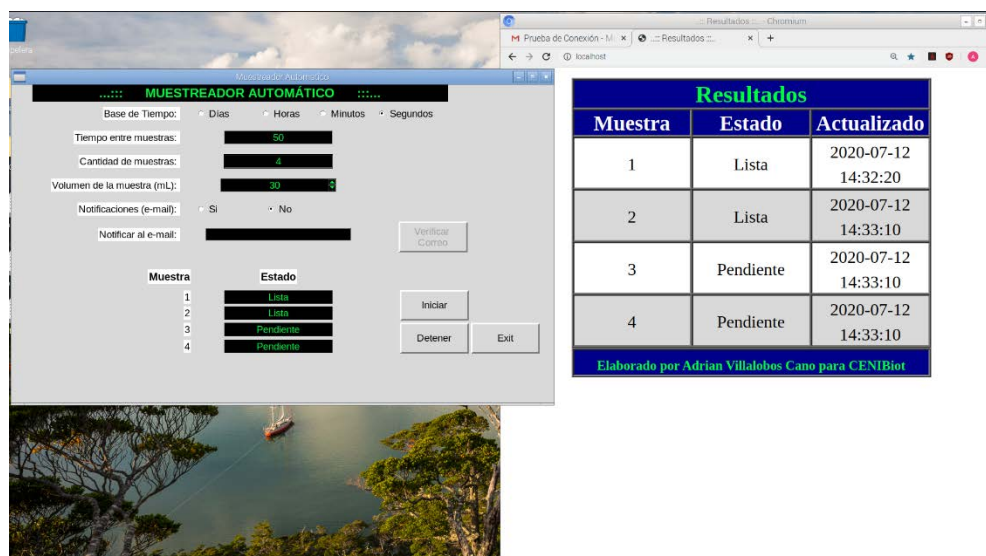 ..:: Resultados ::.. - Chromium
Prueba de Conexión - M
..:: Resultados ::..
localhost
Muestreador Automatico
...::: MUESTREADOR AUTOMÁTICO :::...
Base de Tiempo: Días Horas Minutos Segundos
Tiempo entre muestras: 50
Cantidad de muestras: 4
Volumen de la muestra (mL): 30
Notificaciones (e-mail): Si No
Notificar al e-mail:
Verificar
Correo
Muestra Estado
1 Lista
2 Lista
3 Pendiente
4 Pendiente
Iniciar
Detener Exit
Resultados
Muestra Estado Actualizado
1 Lista 2020-07-12
14:32:20
2 Lista 2020-07-12
14:33:10
3 Pendiente 2020-07-12
14:33:10
4 Pendiente 2020-07-12
14:33:10
Elaborado por Adrian Villalobos Cano para CENIBiot